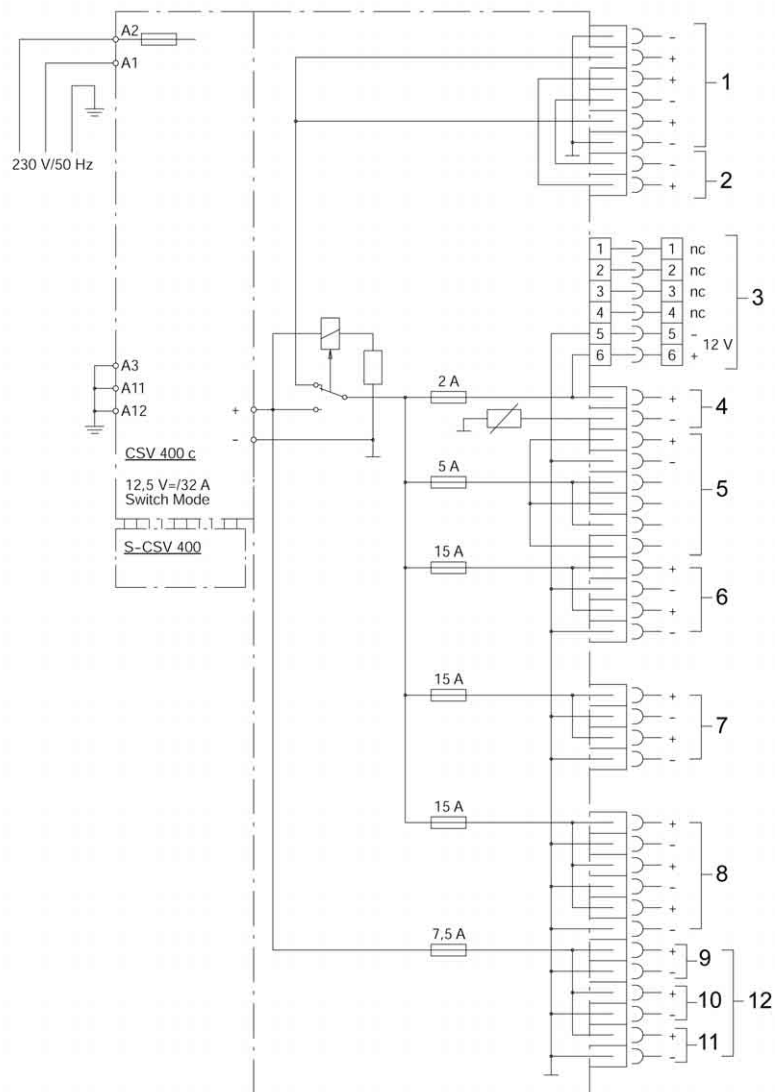 A2
A1
230 V/50 Hz
A3
A11
A12
+
-
CSV 400 c
12,5 V=/32 A
Switch Mode
S-CSV 400
-
+
+
-
+
-
1
-
+
2
1 1 nc
2 2 nc
3 3 nc
4 4 nc
5 5 -
12 V
6 6 +
3
2 A
+
-
4
+
-
5 A
5
15 A
+
-
+
-
6
15 A
+
-
+
-
7
15 A
+
-
+
-
+
-
8
7,5 A
+
-
9
+
-
10
+
-
11
12